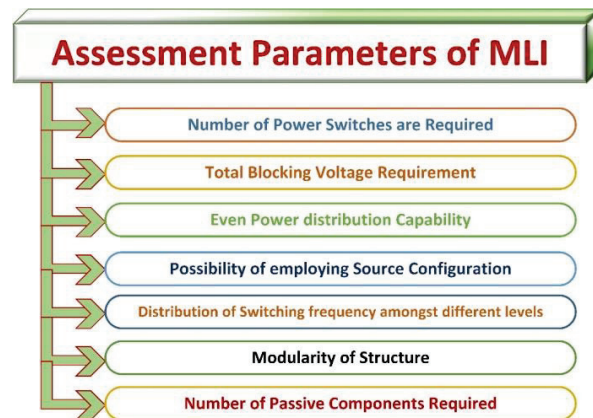 Assessment Parameters of MLI
Number of Power Switches are Required
Total Blocking Voltage Requirement
Even Power distribution Capability
Possibility of employing Source Configuration
Distribution of Switching frequency amongst different levels
Modularity of Structure
Number of Passive Components Required